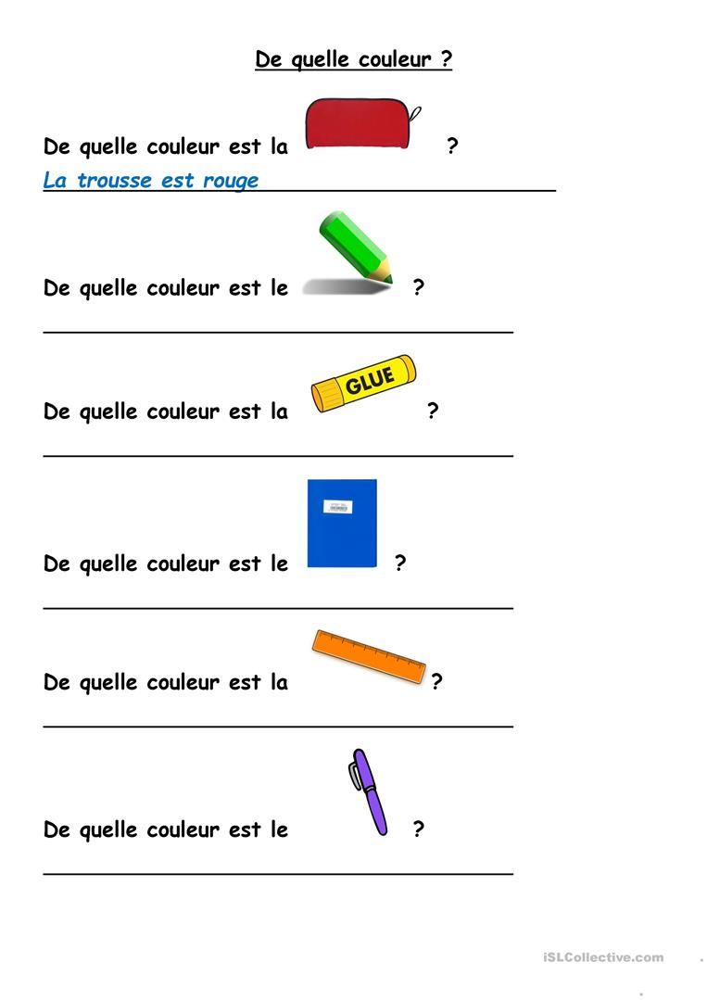 De quelle couleur ?
De quelle couleur est la ?
La trousse est rouge
De quelle couleur est le ?
GLUE
De quelle couleur est la ?
De quelle couleur est le ?
De quelle couleur est la ?
De quelle couleur est le ?
iSLCollective.com